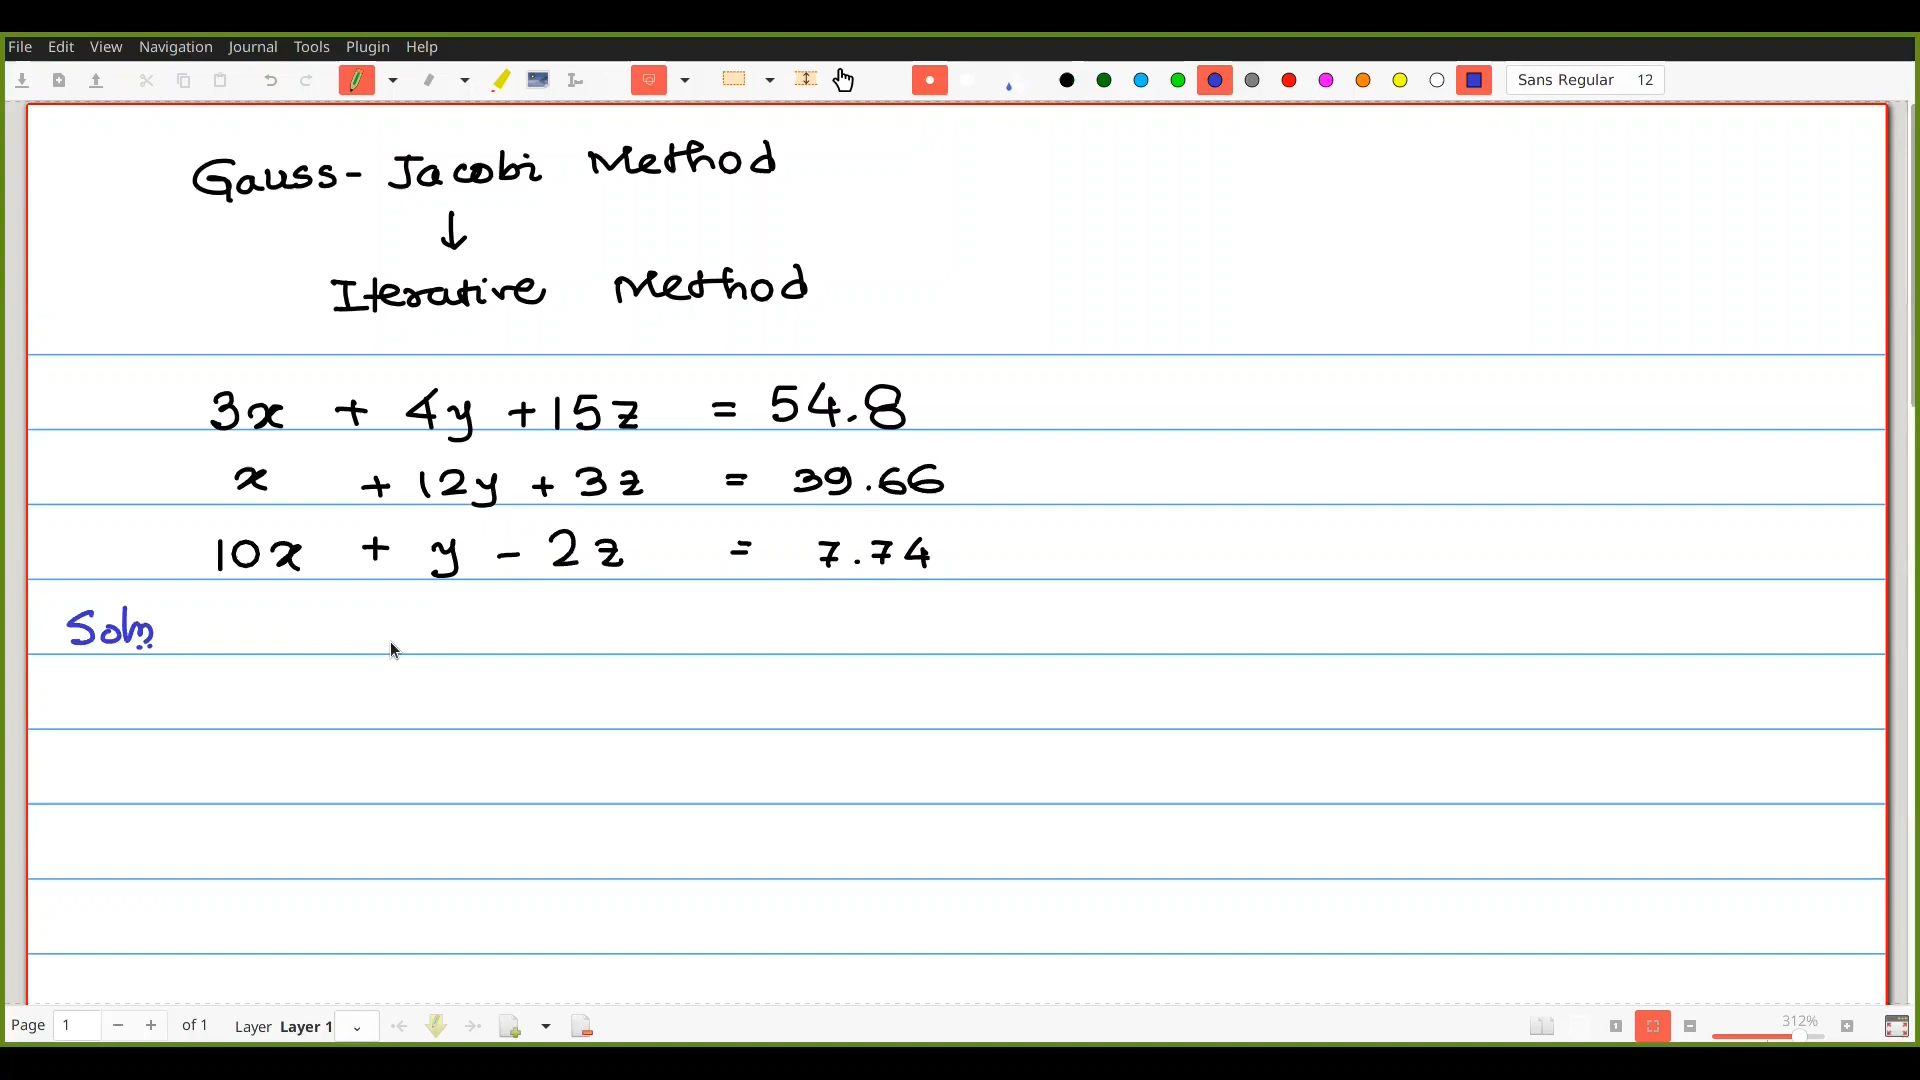 File Edit View Navigation Journal Tools Plugin Help
Sans Regular 12
Gauss- Jacobi Method
↓
Iterative Method
3x + 4y + 15z = 54.8
x + 12y + 3z = 39.66
10x + y - 2z = 7.74
Soln
Page 1 of 1 Layer Layer 1 312%